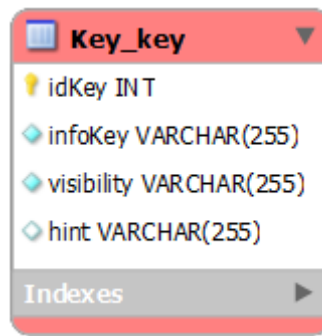 Key_key
idKey INT
infoKey VARCHAR(255)
visibility VARCHAR(255)
hint VARCHAR(255)
Indexes